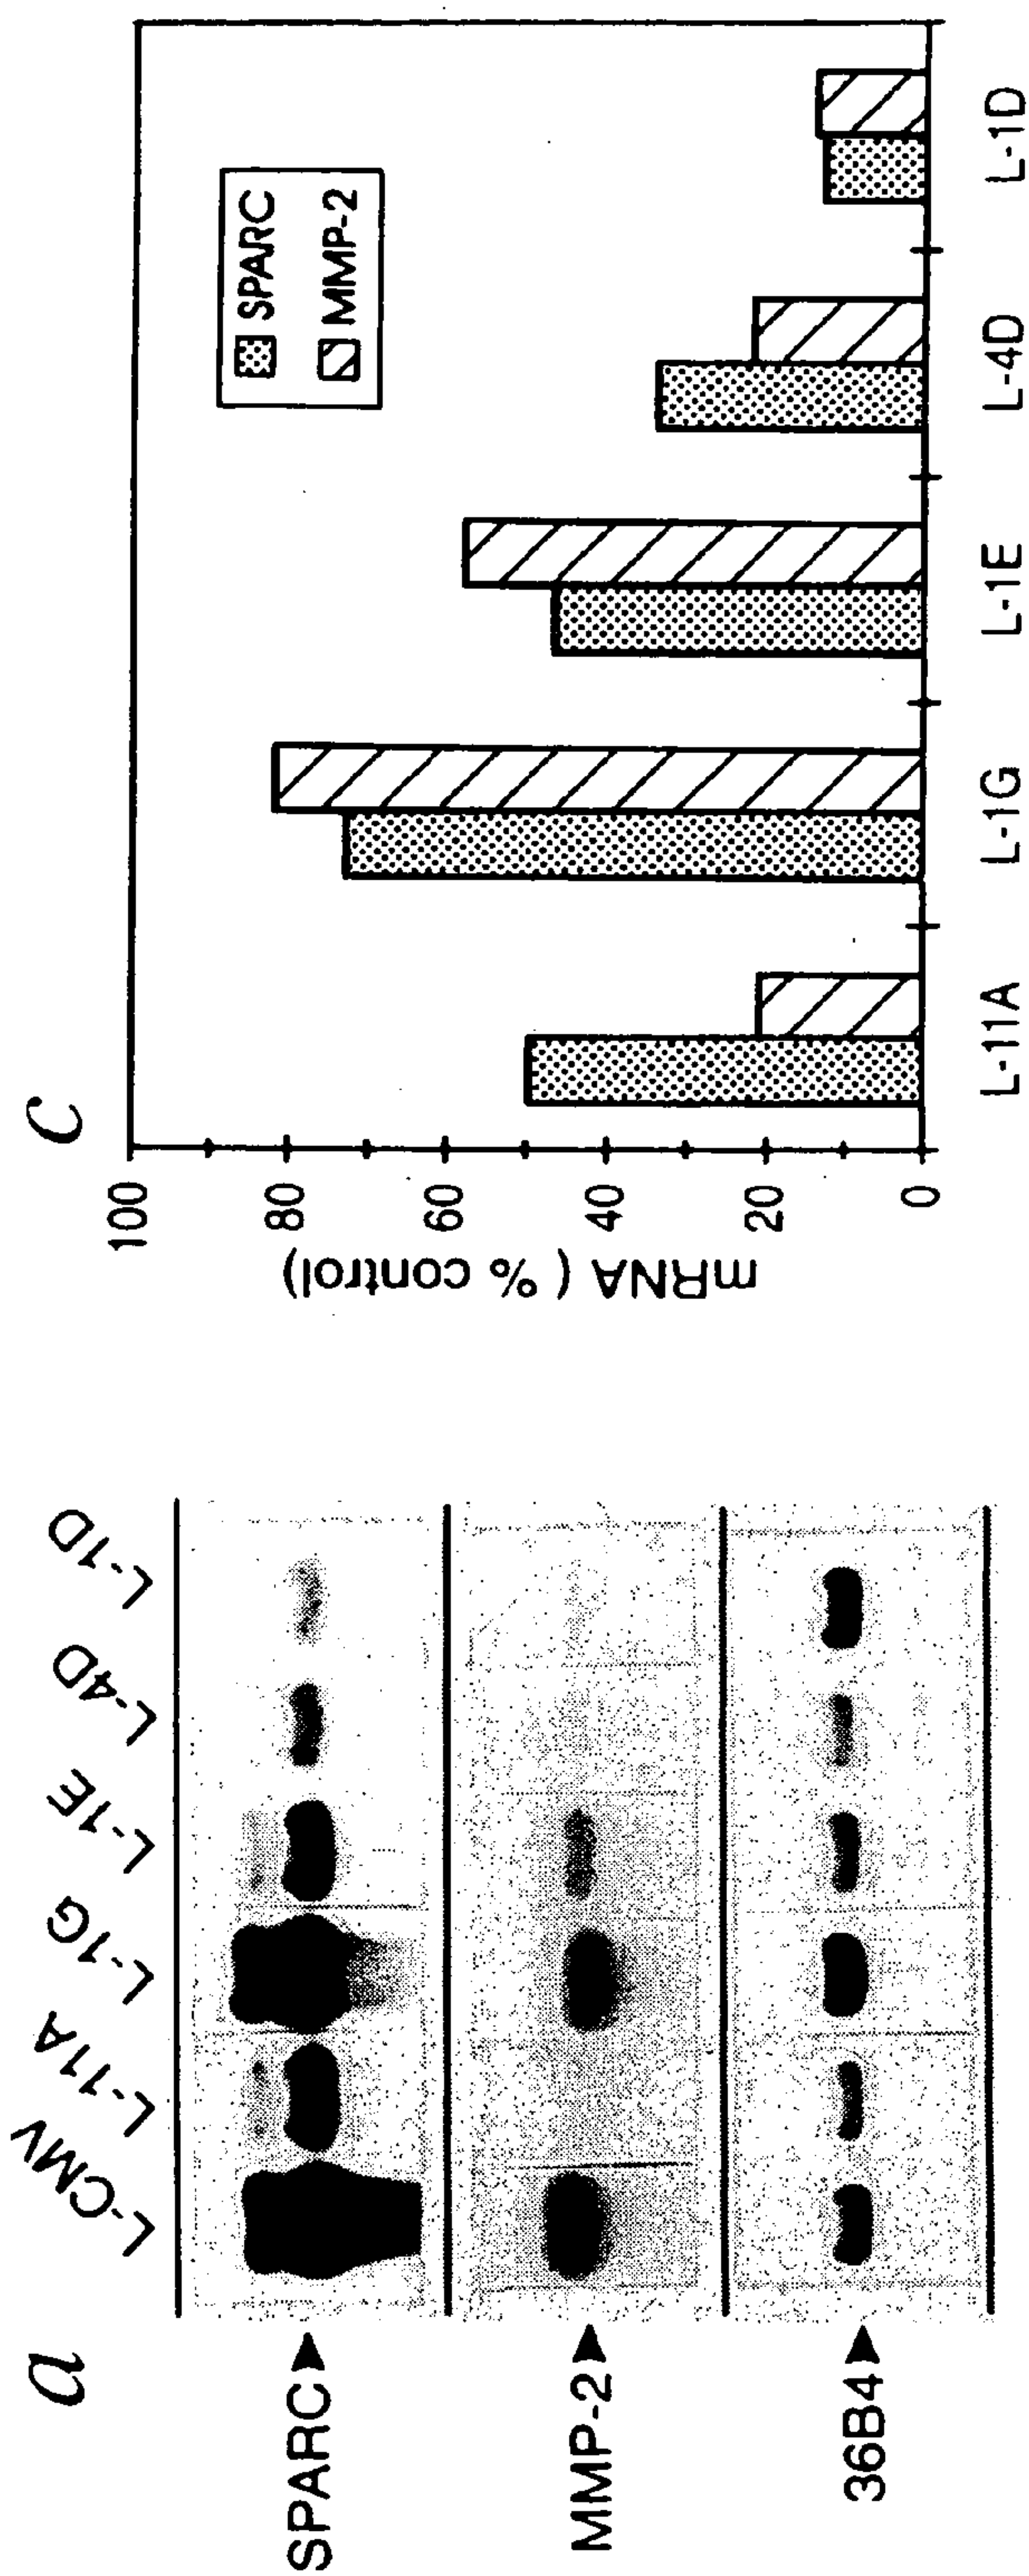 a
L-CMV
L-11A
L-1G
L-1E
L-4D
L-1D
SPARC
MMP-2
36B4
c
mRNA ( % control)
100
80
60
40
20
0
SPARC
MMP-2
L-11A
L-1G
L-1E
L-4D
L-1D